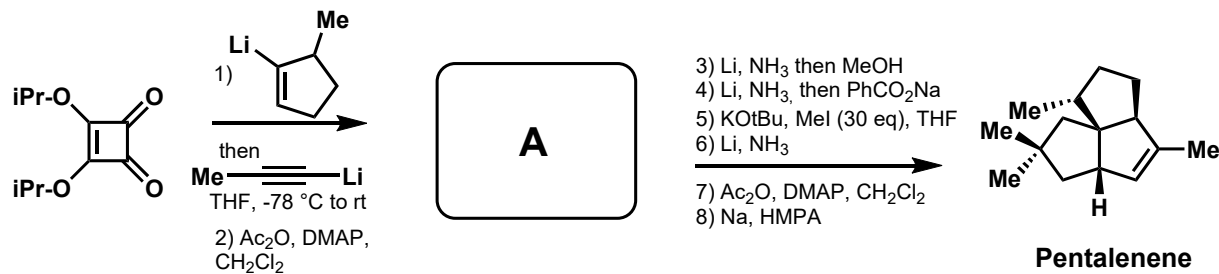 Me
Li
1)
iPr-O
O
iPr-O
O
then
Me
Li
THF, -78 °C to rt
2) Ac₂O, DMAP,
CH₂Cl₂
A
3) Li, NH₃ then MeOH
4) Li, NH₃, then PhCO₂Na
5) KOtBu, MeI (30 eq), THF
6) Li, NH₃
7) Ac₂O, DMAP, CH₂Cl₂
8) Na, HMPA
Me
Me
Me
Me
H
Pentalenene